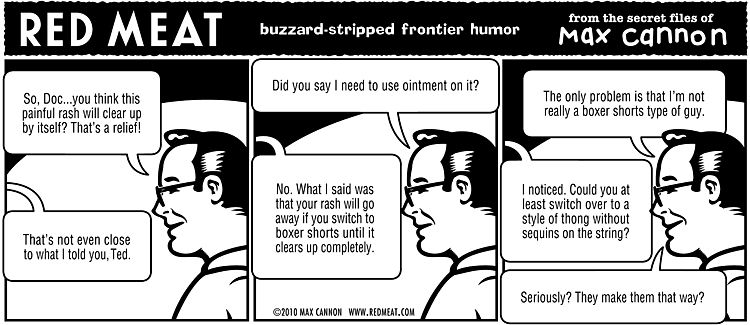 RED MEAT
buzzard-stripped frontier humor
from the secret files of
Max cannon
So, Doc...you think this
painful rash will clear up
by itself? That's a relief!
That's not even close
to what I told you, Ted.
Did you say I need to use ointment on it?
No. What I said was
that your rash will go
away if you switch to
boxer shorts until it
clears up completely.
©2010 MAX CANNON WWW.REDMEAT.COM
The only problem is that I'm not
really a boxer shorts type of guy.
I noticed. Could you at
least switch over to a
style of thong without
sequins on the string?
Seriously? They make them that way?